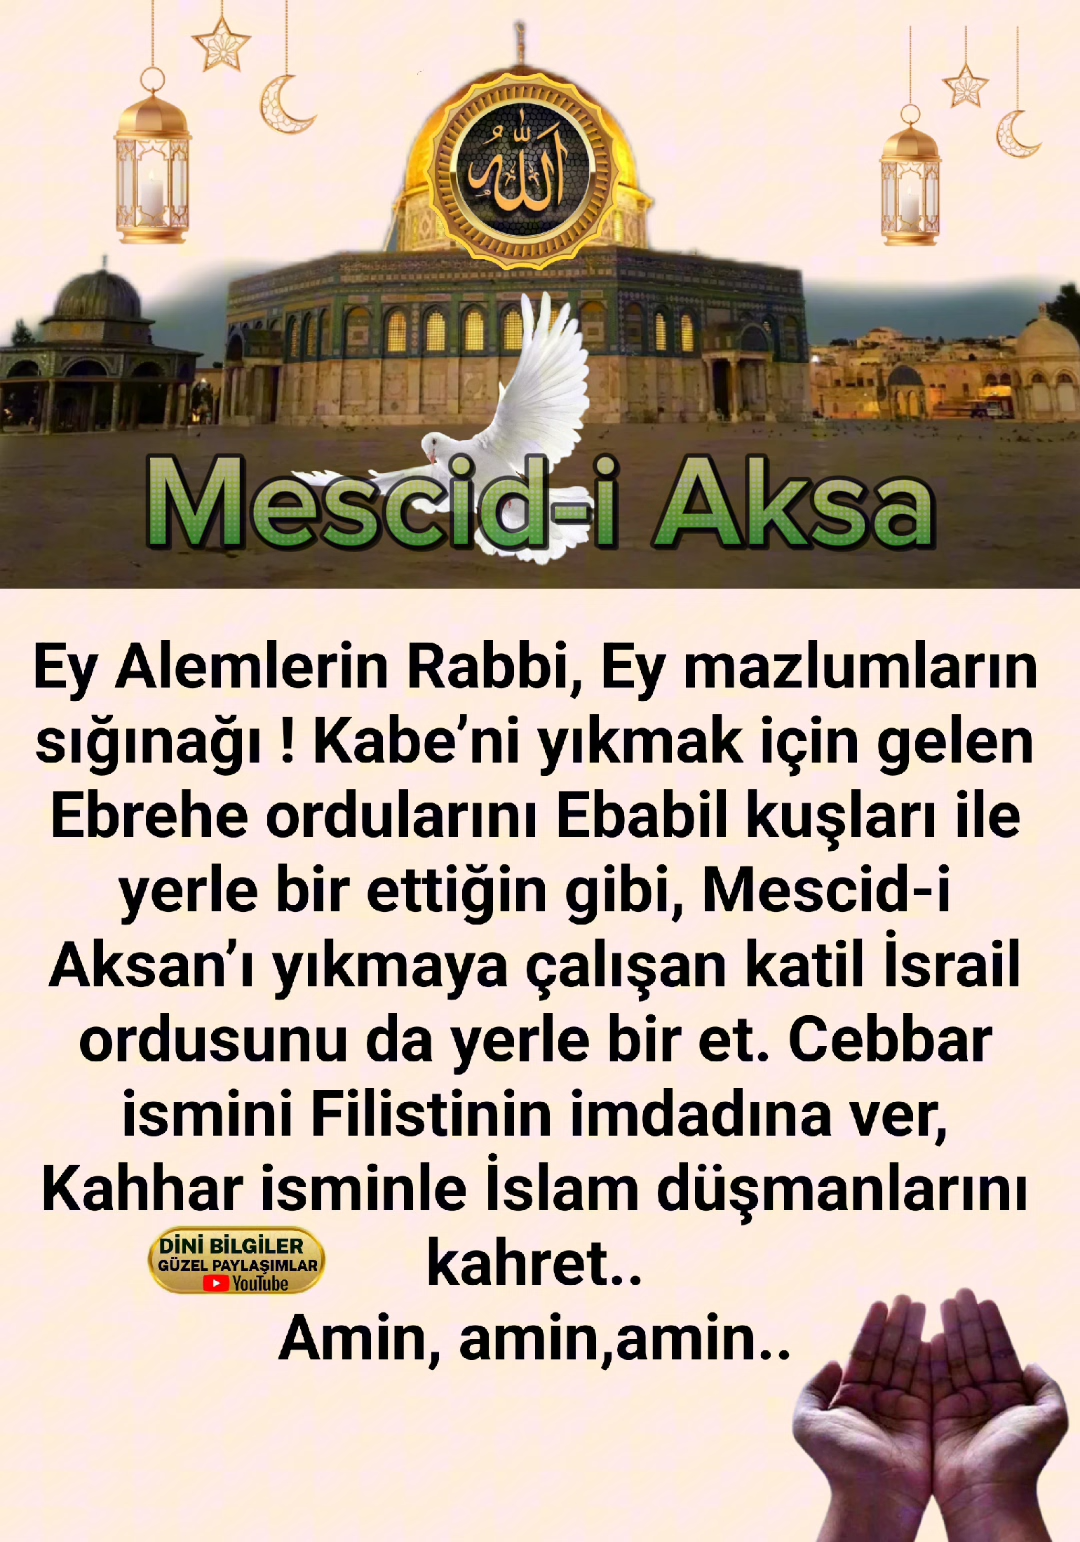 الله
Mescid-i Aksa
Ey Alemlerin Rabbi, Ey mazlumların
sığınağı ! Kabe’ni yıkmak için gelen
Ebrehe ordularını Ebabil kuşları ile
yerle bir ettiğin gibi, Mescid-i
Aksan’ı yıkmaya çalışan katil İsrail
ordusunu da yerle bir et. Cebbar
ismini Filistinin imdadına ver,
Kahhar isminle İslam düşmanlarını
kahret..
DİNİ BİLGİLER
GÜZEL PAYLAŞIMLAR
YouTube
Amin, amin,amin..